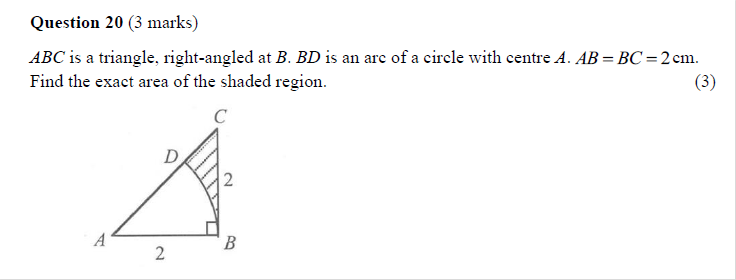 Question 20 (3 marks)
ABC is a triangle, right-angled at B. BD is an arc of a circle with centre A. AB = BC = 2 cm.
Find the exact area of the shaded region. (3)
C
D
2
A
B
2